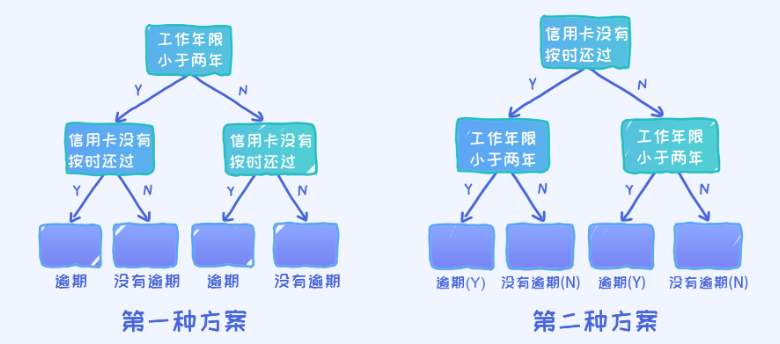 工作年限
小于两年
Y
N
信用卡没有
按时还过
信用卡没有
按时还过
Y
N
Y
N
逾期
没有逾期
逾期
没有逾期
第一种方案
信用卡没有
按时还过
Y
N
工作年限
小于两年
工作年限
小于两年
Y
N
Y
N
逾期(Y)
没有逾期(N)
逾期(Y)
没有逾期(N)
第二种方案